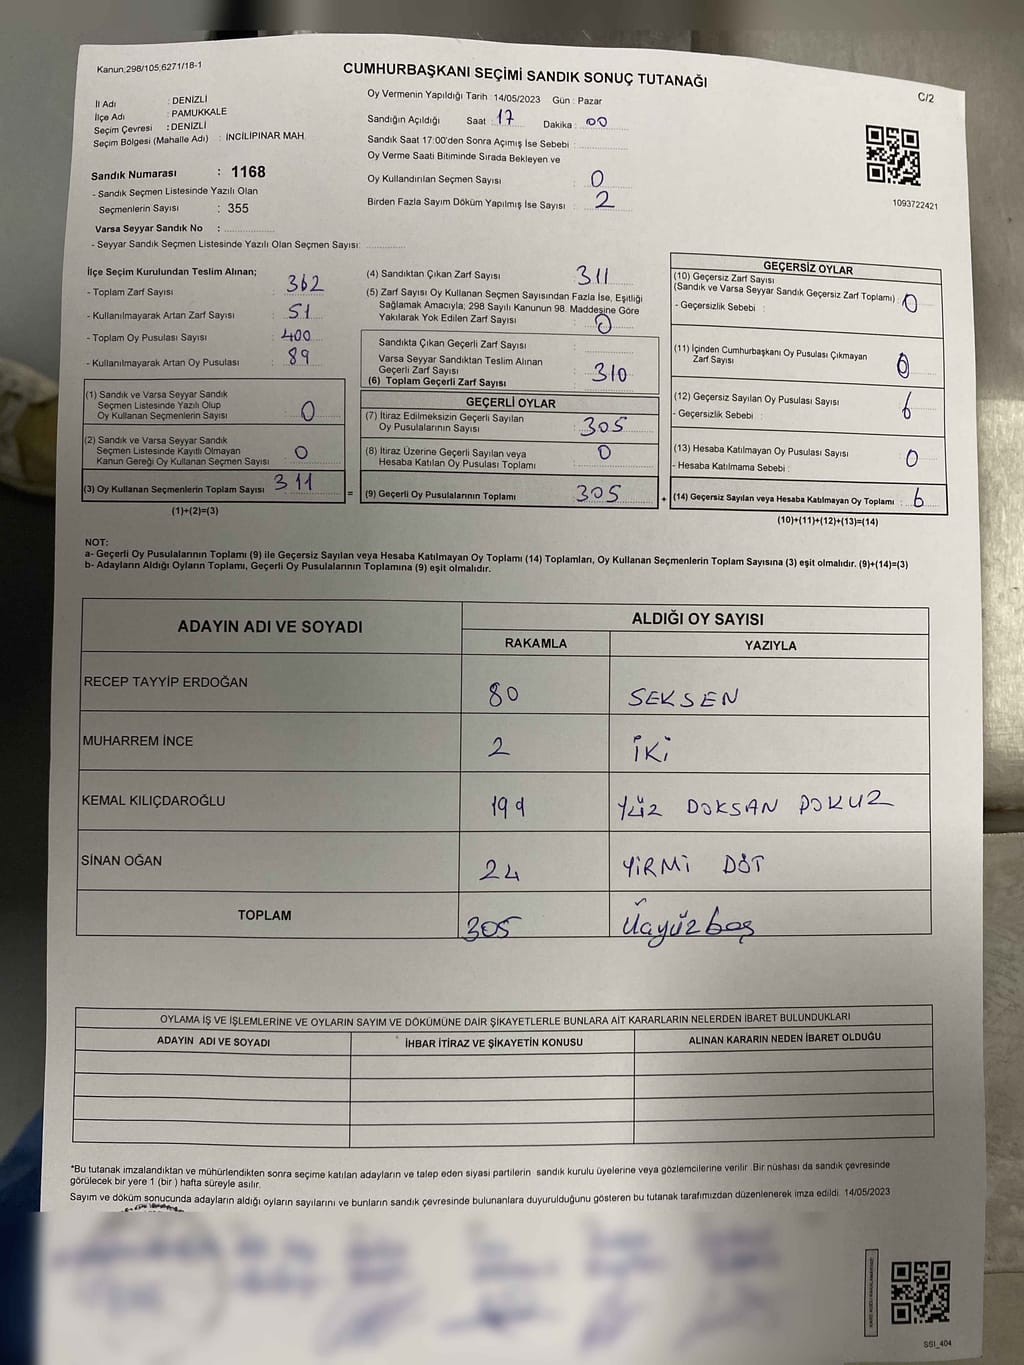 Kanun,298/105,6271/18-1
CUMHURBAŞKANI SEÇİMİ SANDIK SONUÇ TUTANAĞI
C/2
İl Adı : DENİZLİ
İlçe Adı : PAMUKKALE
Seçim Çevresi : DENİZLİ
Seçim Bölgesi (Mahalle Adı) : İNCİLİPINAR MAH.
Sandık Numarası : 1168
- Sandık Seçmen Listesinde Yazılı Olan
Seçmenlerin Sayısı : 355
Varsa Seyyar Sandık No :
- Seyyar Sandık Seçmen Listesinde Yazılı Olan Seçmen Sayısı:
Oy Vermenin Yapıldığı Tarih : 14/05/2023 Gün : Pazar
Sandığın Açıldığı Saat : 17 Dakika : 00
Sandık Saat 17:00'den Sonra Açımış İse Sebebi :
Oy Verme Saati Bitiminde Sırada Bekleyen ve
Oy Kullandırılan Seçmen Sayısı : 0
Birden Fazla Sayım Döküm Yapılmış İse Sayısı : 2
1093722421
İlçe Seçim Kurulundan Teslim Alınan;
- Toplam Zarf Sayısı : 362
- Kullanılmayarak Artan Zarf Sayısı : 51
- Toplam Oy Pusulası Sayısı : 400
- Kullanılmayarak Artan Oy Pusulası : 89
(1) Sandık ve Varsa Seyyar Sandık
Seçmen Listesinde Yazılı Olup
Oy Kullanan Seçmenlerin Sayısı : 0
(2) Sandık ve Varsa Seyyar Sandık
Seçmen Listesinde Kayıtlı Olmayan
Kanun Gereği Oy Kullanan Seçmen Sayısı : 0
(3) Oy Kullanan Seçmenlerin Toplam Sayısı : 311
(1)+(2)=(3)
(4) Sandıktan Çıkan Zarf Sayısı : 311
(5) Zarf Sayısı Oy Kullanan Seçmen Sayısından Fazla İse, Eşitliği
Sağlamak Amacıyla, 298 Sayılı Kanunun 98. Maddesine Göre
Yakılarak Yok Edilen Zarf Sayısı : 0
Sandıkta Çıkan Geçerli Zarf Sayısı :
Varsa Seyyar Sandıktan Teslim Alınan
Geçerli Zarf Sayısı :
(6) Toplam Geçerli Zarf Sayısı 310
GEÇERLİ OYLAR
(7) İtiraz Edilmeksizin Geçerli Sayılan
Oy Pusulalarının Sayısı : 305
(8) İtiraz Üzerine Geçerli Sayılan veya
Hesaba Katılan Oy Pusulası Toplamı : 0
= (9) Geçerli Oy Pusulalarının Toplamı : 305
GEÇERSİZ OYLAR
(10) Geçersiz Zarf Sayısı
(Sandık ve Varsa Seyyar Sandık Geçersiz Zarf Toplamı) : 0
- Geçersizlik Sebebi :
(11) İçinden Cumhurbaşkanı Oy Pusulası Çıkmayan
Zarf Sayısı : 0
(12) Geçersiz Sayılan Oy Pusulası Sayısı : 6
- Geçersizlik Sebebi :
(13) Hesaba Katılmayan Oy Pusulası Sayısı : 0
- Hesaba Katılmama Sebebi :
+ (14) Geçersiz Sayılan veya Hesaba Katılmayan Oy Toplamı : 6
(10)+(11)+(12)+(13)=(14)
NOT:
a- Geçerli Oy Pusulalarının Toplamı (9) ile Geçersiz Sayılan veya Hesaba Katılmayan Oy Toplamı (14) Toplamları, Oy Kullanan Seçmenlerin Toplam Sayısına (3) eşit olmalıdır. (9)+(14)=(3)
b- Adayların Aldığı Oyların Toplamı, Geçerli Oy Pusulalarının Toplamına (9) eşit olmalıdır.
ADAYIN ADI VE SOYADI ALDIĞI OY SAYISI
RAKAMLA YAZIYLA
RECEP TAYYİP ERDOĞAN 80 SEKSEN
MUHARREM İNCE 2 İKİ
KEMAL KILIÇDAROĞLU 199 YÜZ DOKSAN DOKUZ
SİNAN OĞAN 24 YİRMİ DÖT
TOPLAM 305 Üçyüzbeş
OYLAMA İŞ VE İŞLEMLERİNE VE OYLARIN SAYIM VE DÖKÜMÜNE DAİR ŞİKAYETLERLE BUNLARA AİT KARARLARIN NELERDEN İBARET BULUNDUKLARI
ADAYIN ADI VE SOYADI İHBAR İTİRAZ VE ŞİKAYETİN KONUSU ALINAN KARARIN NEDEN İBARET OLDUĞU
*Bu tutanak imzalandıktan ve mühürlendikten sonra seçime katılan adayların ve talep eden siyasi partilerin sandık kurulu üyelerine veya gözlemcilerine verilir. Bir nüshası da sandık çevresinde
görülecek bir yere 1 (bir ) hafta süreyle asılır.
Sayım ve döküm sonucunda adayların aldığı oyların sayılarını ve bunların sandık çevresinde bulunanlara duyurulduğunu gösteren bu tutanak tarafımızdan düzenlenerek imza edildi. 14/05/2023
SSI_404